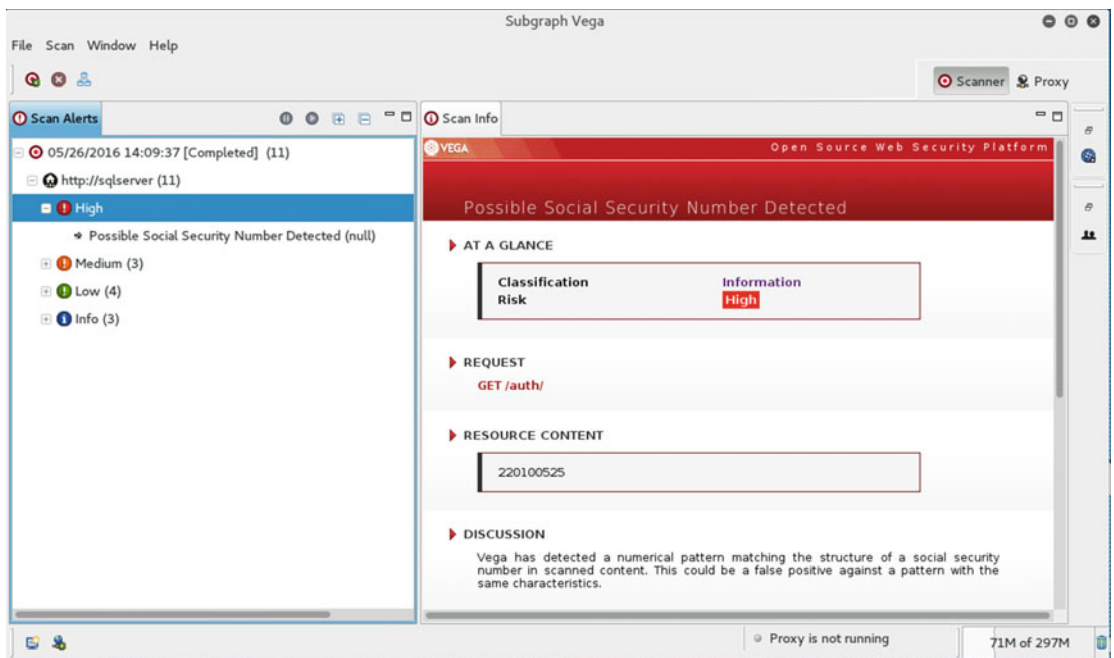 Subgraph Vega
File Scan Window Help
Scanner Proxy
Scan Alerts
05/26/2016 14:09:37 [Completed] (11)
http://sqlserver (11)
High
Possible Social Security Number Detected (null)
Medium (3)
Low (4)
Info (3)
Scan Info
VEGA Open Source Web Security Platform
Possible Social Security Number Detected
AT A GLANCE
Classification Information
Risk High
REQUEST
GET /auth/
RESOURCE CONTENT
220100525
DISCUSSION
Vega has detected a numerical pattern matching the structure of a social security
number in scanned content. This could be a false positive against a pattern with the
same characteristics.
Proxy is not running
71M of 297M